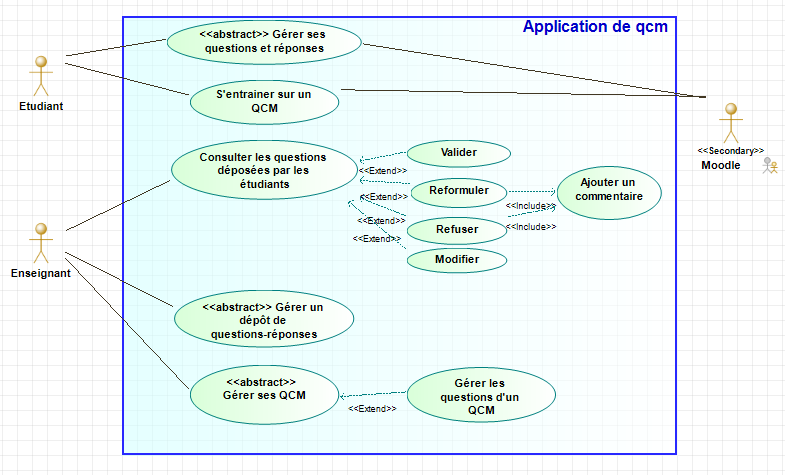 Application de qcm
<<abstract>> Gérer ses
questions et réponses
Etudiant
S'entrainer sur un
QCM
<<Secondary>>
Moodle
Consulter les questions
déposées par les
étudiants
Valider
<<Extend>>
Reformuler
<<Extend>>
<<Include>>
Ajouter un
commentaire
Refuser
<<Extend>>
<<Include>>
Modifier
<<Extend>>
Enseignant
<<abstract>> Gérer un
dépôt de
questions-réponses
<<abstract>>
Gérer ses QCM
<<Extend>>
Gérer les
questions d'un
QCM